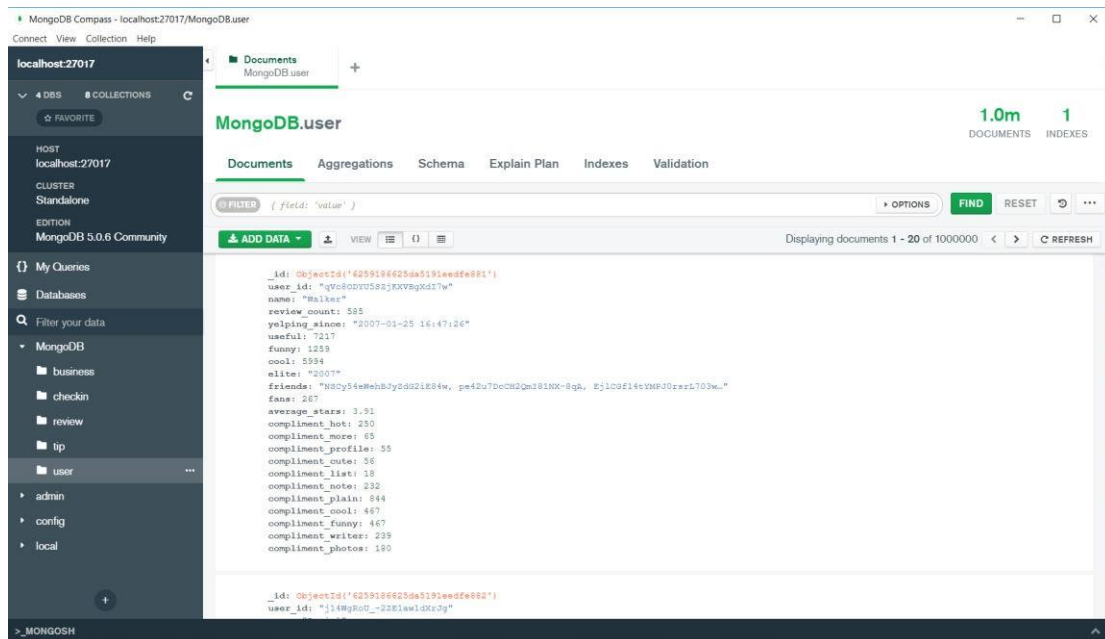 MongoDB Compass - localhost:27017/MongoDB.user
Connect View Collection Help
localhost:27017
4 DBS 8 COLLECTIONS
FAVORITE
HOST
localhost:27017
CLUSTER
Standalone
EDITION
MongoDB 5.0.6 Community
{} My Queries
Databases
Filter your data
MongoDB
business
checkin
review
tip
user ...
admin
config
local
+
>_MONGOSH
Documents
MongoDB.user
+
MongoDB.user
1.0m
DOCUMENTS
1
INDEXES
Documents Aggregations Schema Explain Plan Indexes Validation
FILTER { field: 'value' }
OPTIONS FIND RESET ...
ADD DATA VIEW {} Displaying documents 1 - 20 of 1000000 < > REFRESH
_id: ObjectId('6259186625da5191eedfe881')
user_id: "qVc8ODYU5SZjKXVBgXdI7w"
name: "Walker"
review_count: 585
yelping_since: "2007-01-25 16:47:26"
useful: 7217
funny: 1259
cool: 5994
elite: "2007"
friends: "NSCy54eWehBJyZdG2iE84w, pe42u7DcCH2QmI81NX-8qA,
fans: 267
average_stars: 3.91
compliment_hot: 250
compliment_more: 65
compliment_profile: 55
compliment_cute: 56
compliment_list: 18
compliment_note: 232
compliment_plain: 844
compliment_cool: 467
compliment_funny: 467
compliment_writer: 239
compliment_photos: 180
_id: ObjectId('6259186625da5191eedfe882')
user_id: "j14WgRoU_-2ZE1aw1dXrJg"